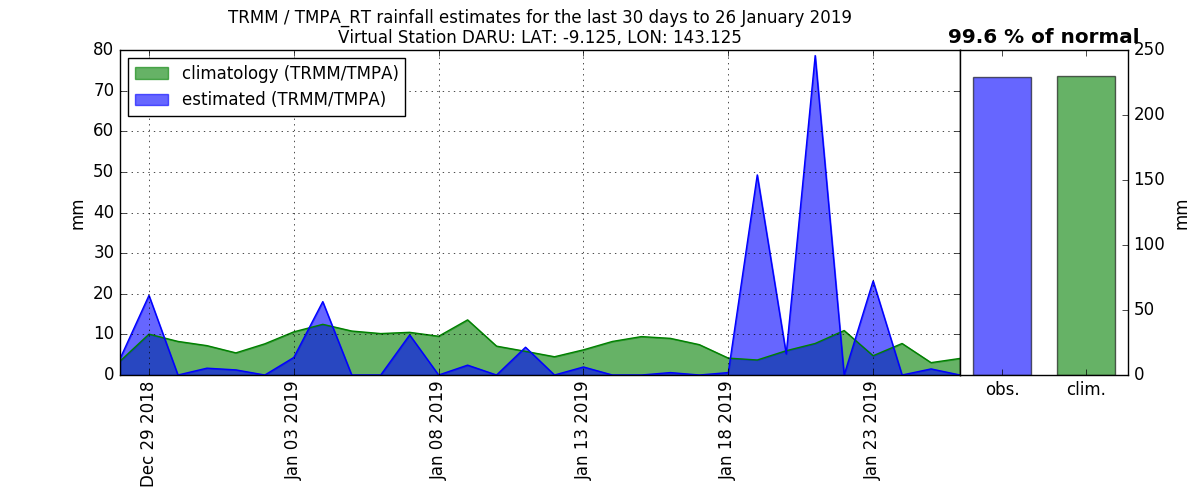 TRMM / TMPA_RT rainfall estimates for the last 30 days to 26 January 2019
Virtual Station DARU: LAT: -9.125, LON: 143.125
99.6 % of normal
climatology (TRMM/TMPA)
estimated (TRMM/TMPA)
mm
80
70
60
50
40
30
20
10
0
Dec 29 2018
Jan 03 2019
Jan 08 2019
Jan 13 2019
Jan 18 2019
Jan 23 2019
obs.
clim.
250
200
150
100
50
0
mm